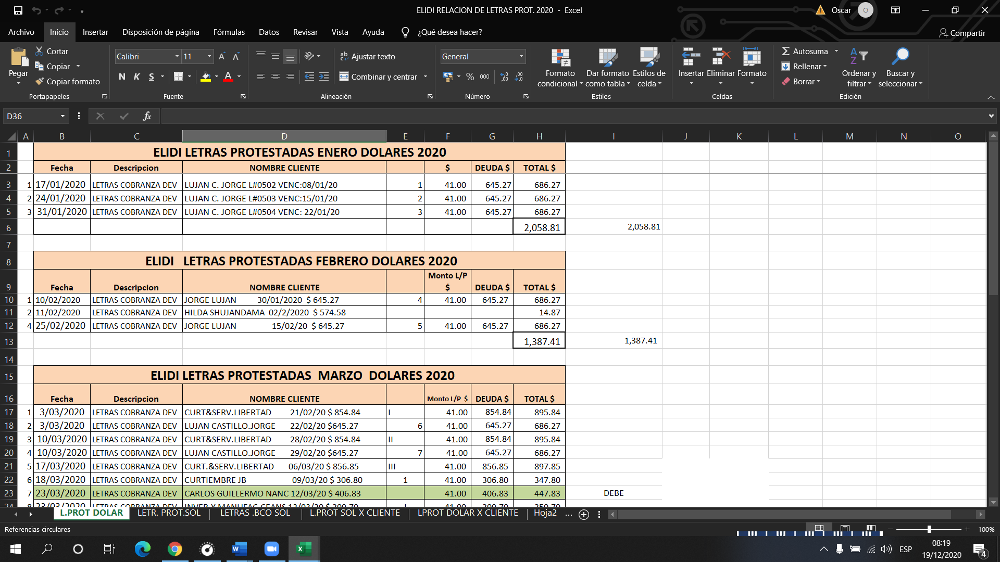 ELIDI RELACION DE LETRAS PROT. 2020 - Excel
Oscar
O
Archivo Inicio Insertar Disposición de página Fórmulas Datos Revisar Vista Ayuda ¿Qué desea hacer? Compartir
Pegar Cortar Copiar Copiar formato
Portapapeles
Calibri 11
N K S
Fuente
Ajustar texto
Combinar y centrar
Alineación
General
% 000
Número
Formato condicional Dar formato como tabla Estilos de celda
Estilos
Insertar Eliminar Formato
Celdas
Autosuma Rellenar Borrar
Ordenar y filtrar Buscar y seleccionar
Edición
D36 fx
A B C D E F G H I J K L M N O
1 ELIDI LETRAS PROTESTADAS ENERO DOLARES 2020
2 Fecha Descripcion NOMBRE CLIENTE $ DEUDA $ TOTAL $
3 1 17/01/2020 LETRAS COBRANZA DEV LUJAN C. JORGE L#0502 VENC:08/01/20 1 41.00 645.27 686.27
4 2 24/01/2020 LETRAS COBRANZA DEV LUJAN C. JORGE L#0503 VENC:15/01/20 2 41.00 645.27 686.27
5 3 31/01/2020 LETRAS COBRANZA DEV LUJAN C. JORGE L#0504 VENC: 22/01/20 3 41.00 645.27 686.27
6 2,058.81 2,058.81
7
8 ELIDI LETRAS PROTESTADAS FEBRERO DOLARES 2020
9 Fecha Descripcion NOMBRE CLIENTE Monto L/P $ DEUDA $ TOTAL $
10 1 10/02/2020 LETRAS COBRANZA DEV JORGE LUJAN 30/01/2020 $ 645.27 4 41.00 645.27 686.27
11 2 11/02/2020 LETRAS COBRANZA DEV HILDA SHUJANDAMA 02/2/2020 $ 574.58 14.87
12 4 25/02/2020 LETRAS COBRANZA DEV JORGE LUJAN 15/02/20 $ 645.27 5 41.00 645.27 686.27
13 1,387.41 1,387.41
14
15 ELIDI LETRAS PROTESTADAS MARZO DOLARES 2020
16 Fecha Descripcion NOMBRE CLIENTE Monto L/P $ DEUDA $ TOTAL $
17 1 3/03/2020 LETRAS COBRANZA DEV CURT&SERV.LIBERTAD 21/02/20 $ 854.84 I 41.00 854.84 895.84
18 2 3/03/2020 LETRAS COBRANZA DEV LUJAN CASTILLO.JORGE 22/02/20 $645.27 6 41.00 645.27 686.27
19 3 10/03/2020 LETRAS COBRANZA DEV CURT&SERV.LIBERTAD 28/02/20 $ 854.84 II 41.00 854.84 895.84
20 4 10/03/2020 LETRAS COBRANZA DEV LUJAN CASTILLO.JORGE 29/02/20 $645.27 7 41.00 645.27 686.27
21 5 17/03/2020 LETRAS COBRANZA DEV CURT.&SERV.LIBERTAD 06/03/20 $ 856.85 III 41.00 856.85 897.85
22 6 18/03/2020 LETRAS COBRANZA DEV CURTIEMBRE JB 09/03/20 $ 306.80 1 41.00 306.80 347.80
23 7 23/03/2020 LETRAS COBRANZA DEV CARLOS GUILLERMO NANC 12/03/20 $ 406.83 41.00 406.83 447.83 DEBE
L.PROT DOLAR LETR. PROT.SOL LETRAS .BCO SOL L.PROT SOL X CLIENTE LPROT DOLAR X CLIENTE Hoja2 ...
Referencias circulares
100%
ESP
08:19
19/12/2020
4